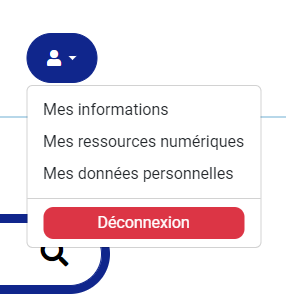 Mes informations
Mes ressources numériques
Mes données personnelles
Déconnexion